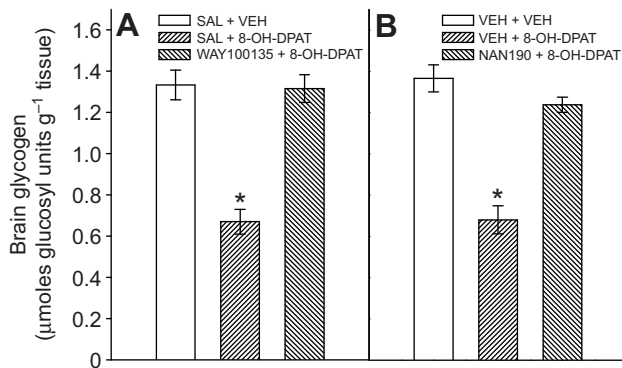 A
SAL + VEH
SAL + 8-OH-DPAT
WAY100135 + 8-OH-DPAT
B
VEH + VEH
VEH + 8-OH-DPAT
NAN190 + 8-OH-DPAT
Brain glycogen
(μmoles glucosyl units g⁻¹ tissue)
1.6
1.4
1.2
1.0
0.8
0.6
0.4
0.2
0
*
*